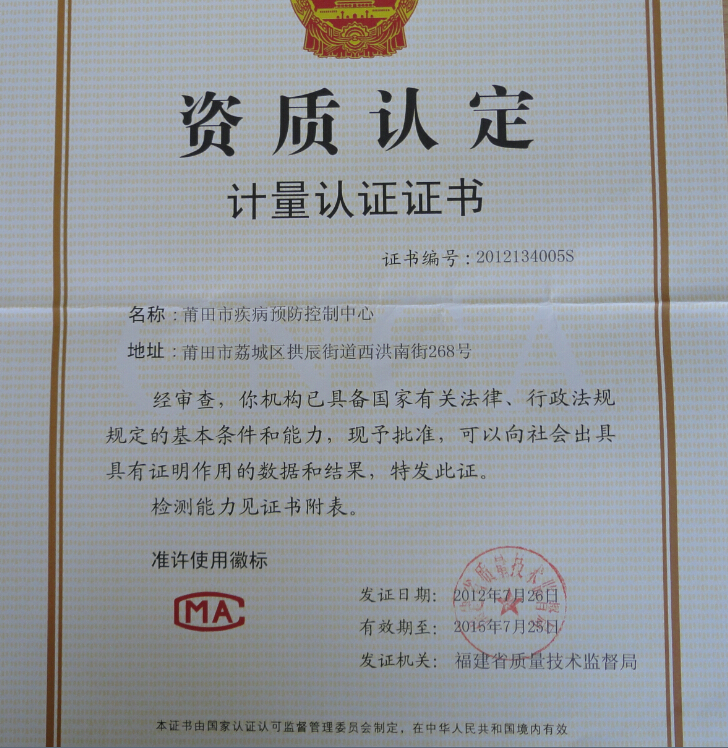 资质认定
计量认证证书
证书编号：2012134005S
名称：莆田市疾病预防控制中心
地址：莆田市荔城区拱辰街道西洪南街268号
经审查，你机构已具备国家有关法律、行政法规
规定的基本条件和能力，现予批准，可以向社会出具
具有证明作用的数据和结果，特发此证。
检测能力见证书附表。
准许使用徽标
CMA
发证日期：2012年7月26日
有效期至：2015年7月25日
发证机关：福建省质量技术监督局
本证书由国家认证认可监督管理委员会制定，在中华人民共和国境内有效